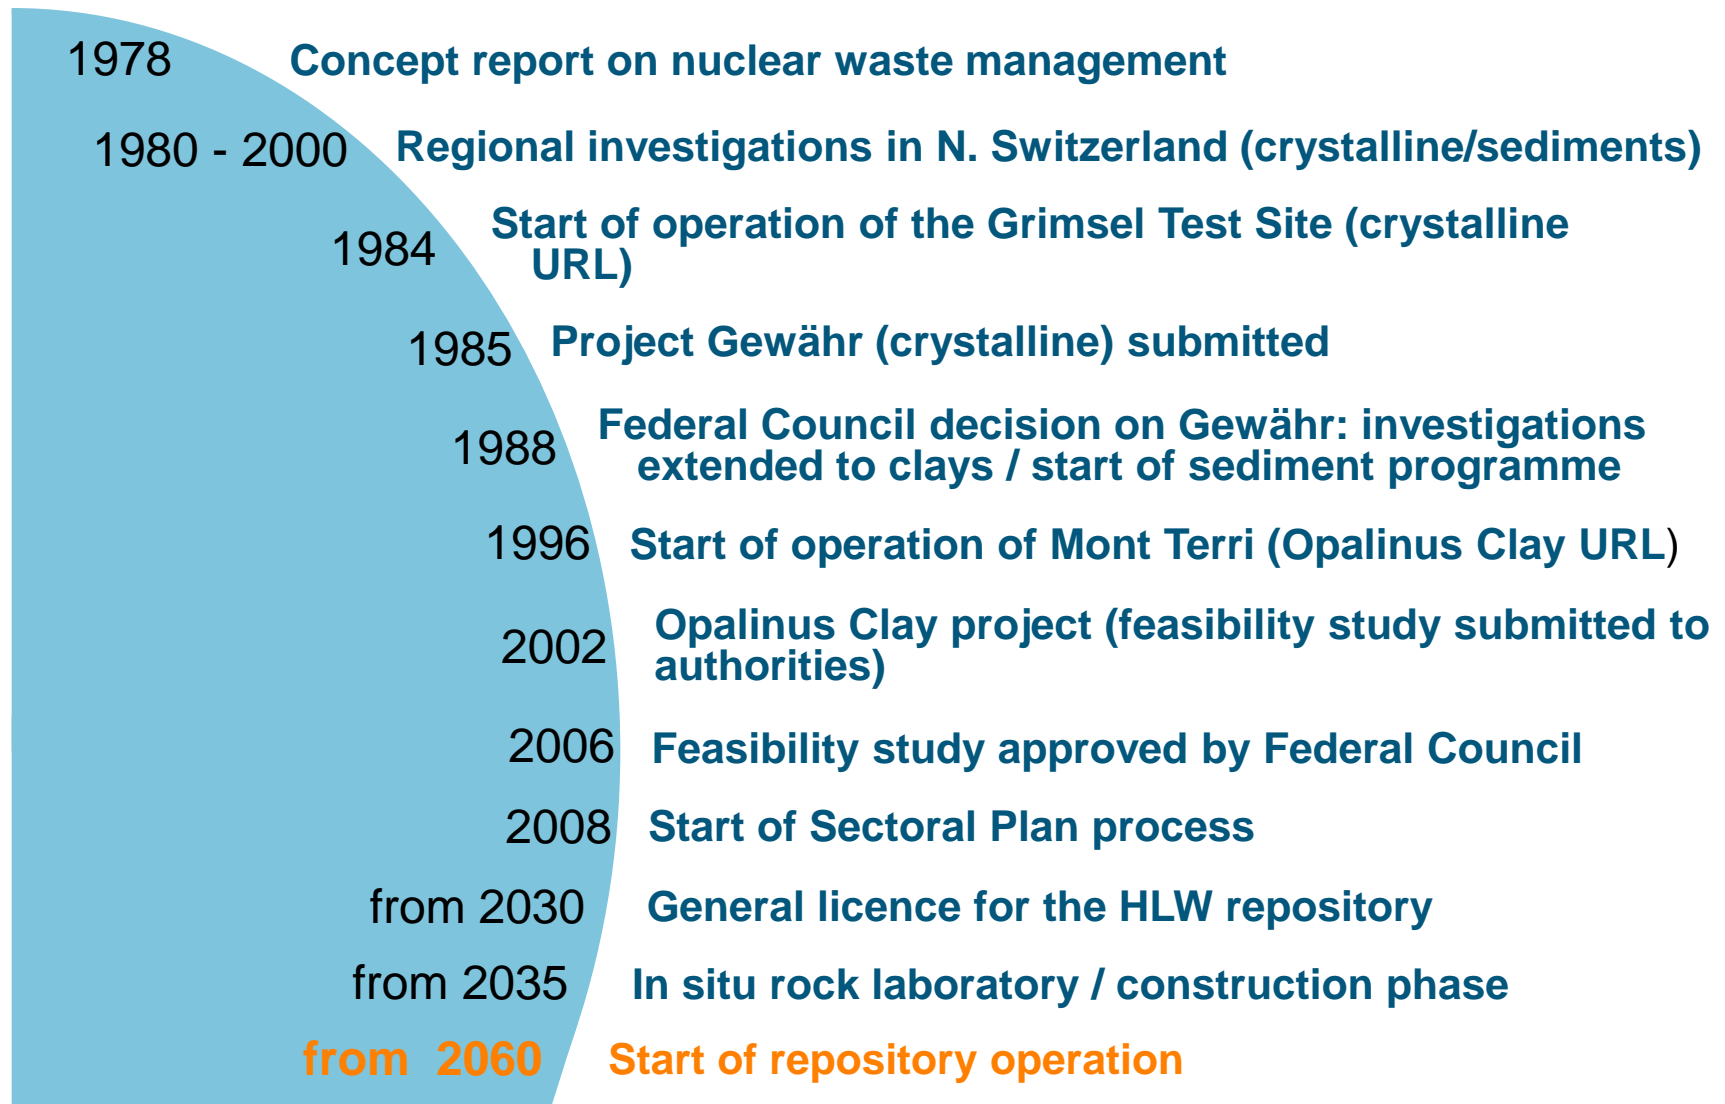 1978 Concept report on nuclear waste management
1980 - 2000 Regional investigations in N. Switzerland (crystalline/sediments)
1984 Start of operation of the Grimsel Test Site (crystalline
URL)
1985 Project Gewähr (crystalline) submitted
1988 Federal Council decision on Gewähr: investigations
extended to clays / start of sediment programme
1996 Start of operation of Mont Terri (Opalinus Clay URL)
2002 Opalinus Clay project (feasibility study submitted to
authorities)
2006 Feasibility study approved by Federal Council
2008 Start of Sectoral Plan process
from 2030 General licence for the HLW repository
from 2035 In situ rock laboratory / construction phase
from 2060 Start of repository operation